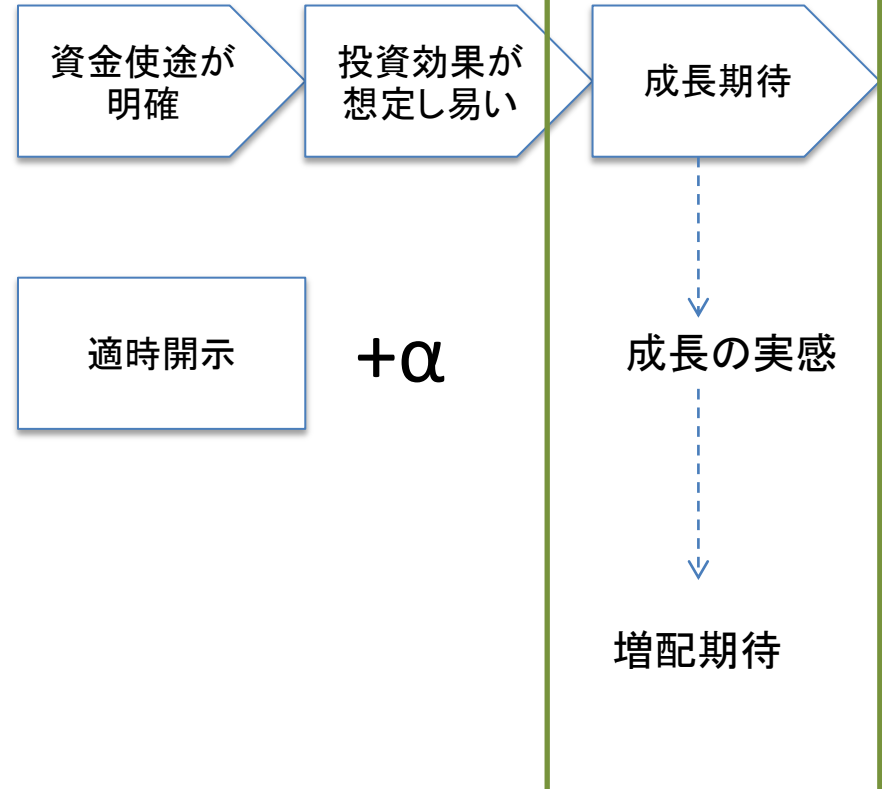 資金使途が
明確
投資効果が
想定し易い
成長期待
適時開示
+α
成長の実感
増配期待